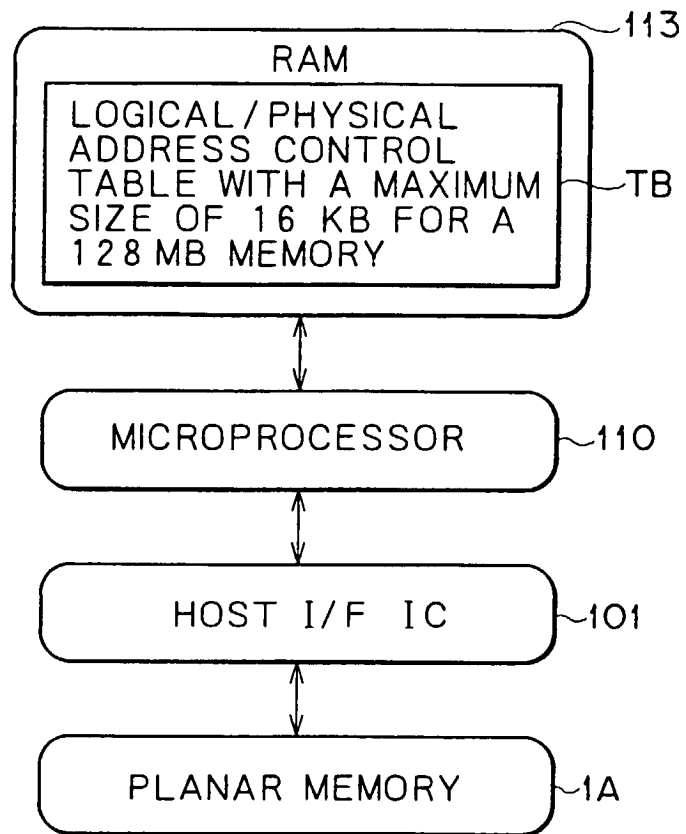 113
RAM
LOGICAL/PHYSICAL
ADDRESS CONTROL
TABLE WITH A MAXIMUM
SIZE OF 16 KB FOR A
128 MB MEMORY
TB
MICROPROCESSOR
110
HOST I/F IC
101
PLANAR MEMORY
1A